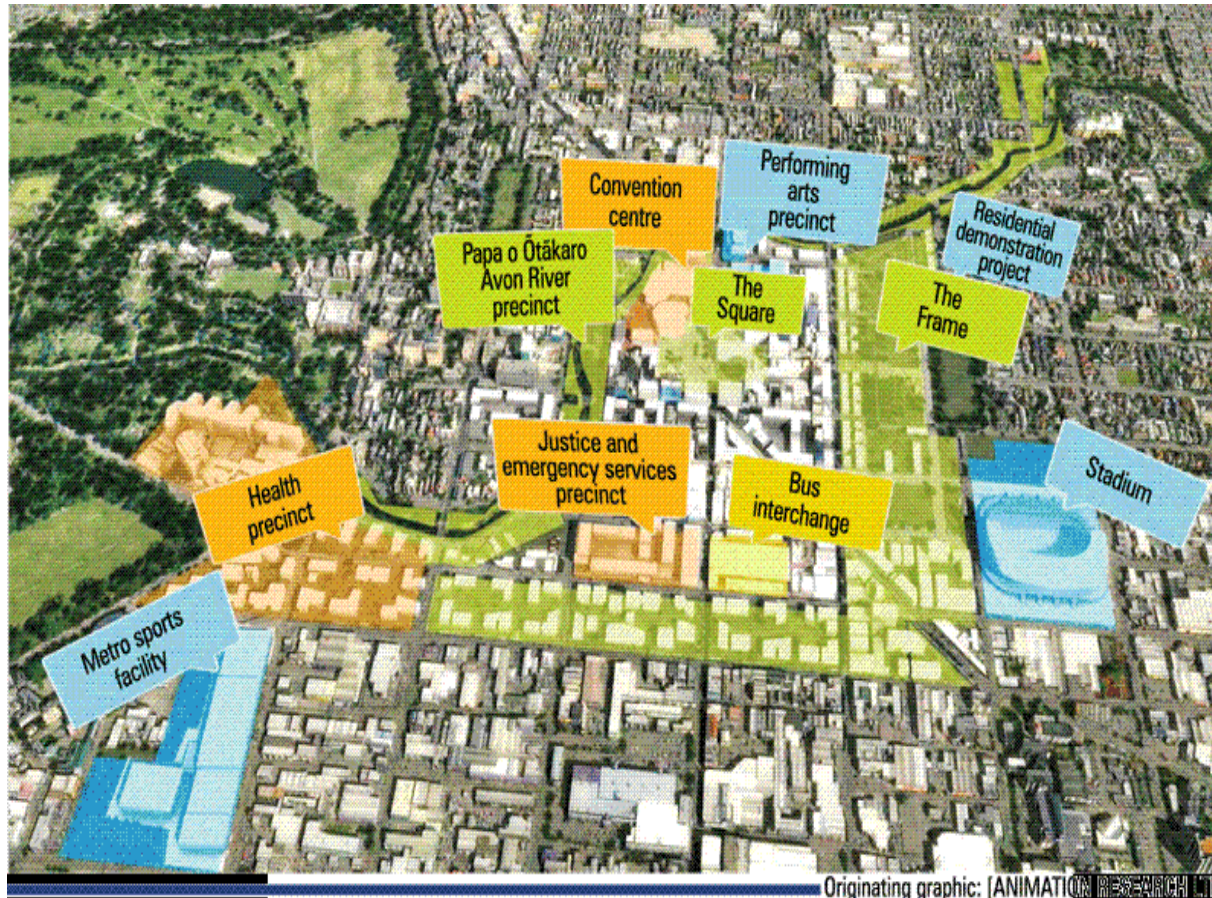 Convention
centre
Performing
arts
precinct
Residential
demonstration
project
Papa o Ōtākaro
Avon River
precinct
The
Square
The
Frame
Justice and
emergency services
precinct
Bus
interchange
Stadium
Health
precinct
Metro sports
facility
Originating graphic: [ANIMATION RESEARCH